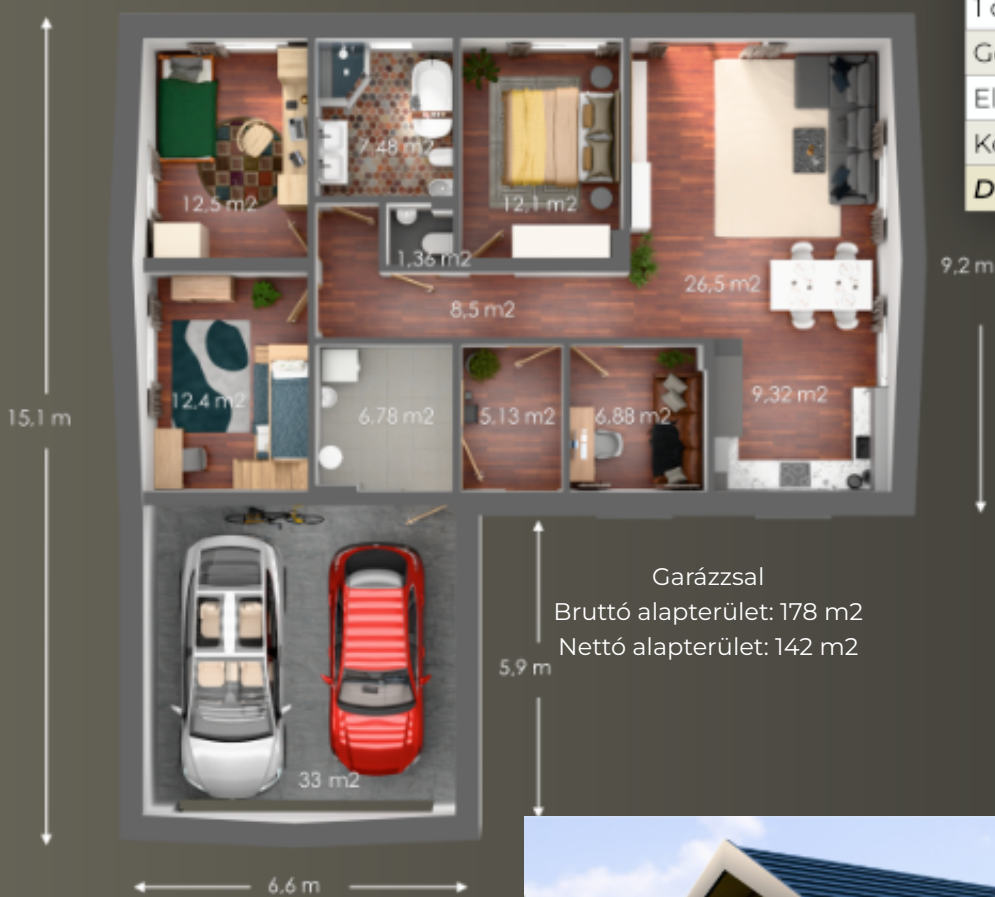 12,5 m2
7,48 m2
12,1 m2
1,36 m2
26,5 m2
8,5 m2
9,2 m
15,1 m
12,4 m2
6,78 m2
5,13 m2
6,88 m2
9,32 m2
Garázzsal
Bruttó alapterület: 178 m2
Nettó alapterület: 142 m2
5,9 m
33 m2
6,6 m